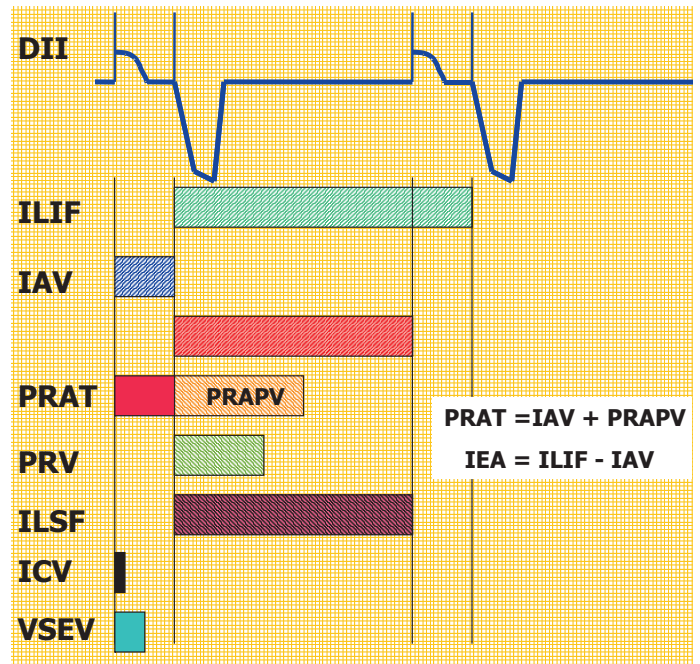 DII
ILIF
IAV
PRAT
PRAPV
PRAT =IAV + PRAPV
PRV
IEA = ILIF - IAV
ILSF
ICV
VSEV